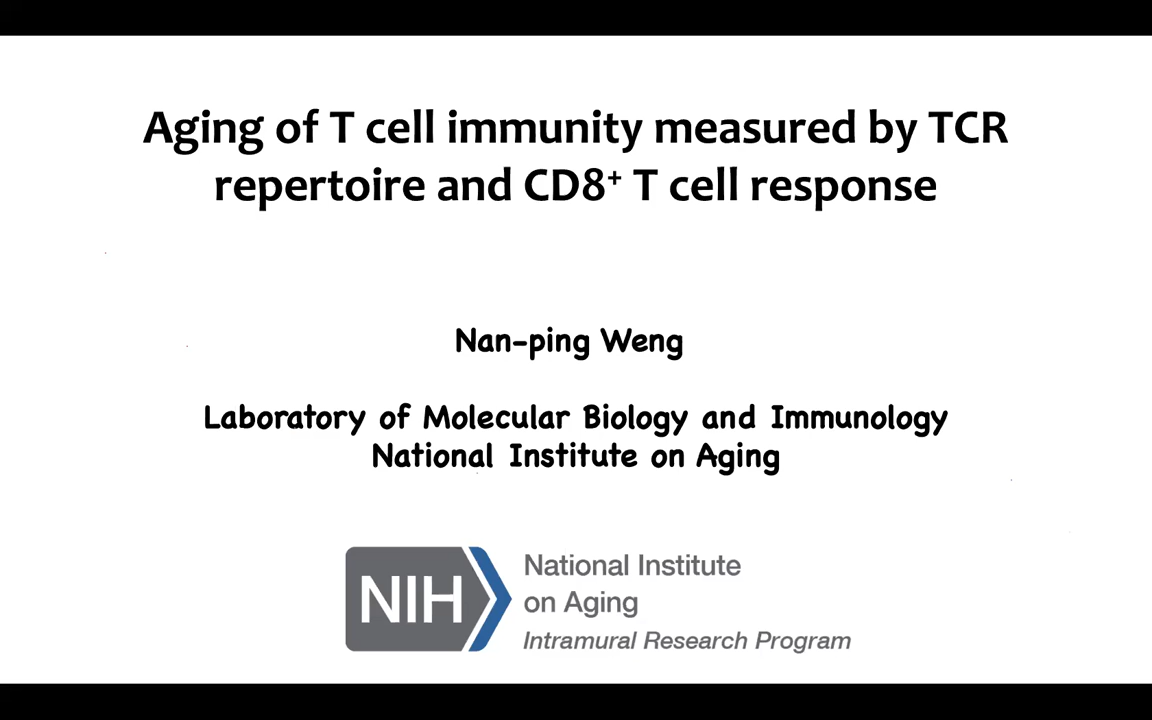 Aging of T cell immunity measured by TCR
repertoire and CD8⁺ T cell response
Nan-ping Weng
Laboratory of Molecular Biology and Immunology
National Institute on Aging
NIH
National Institute
on Aging
Intramural Research Program